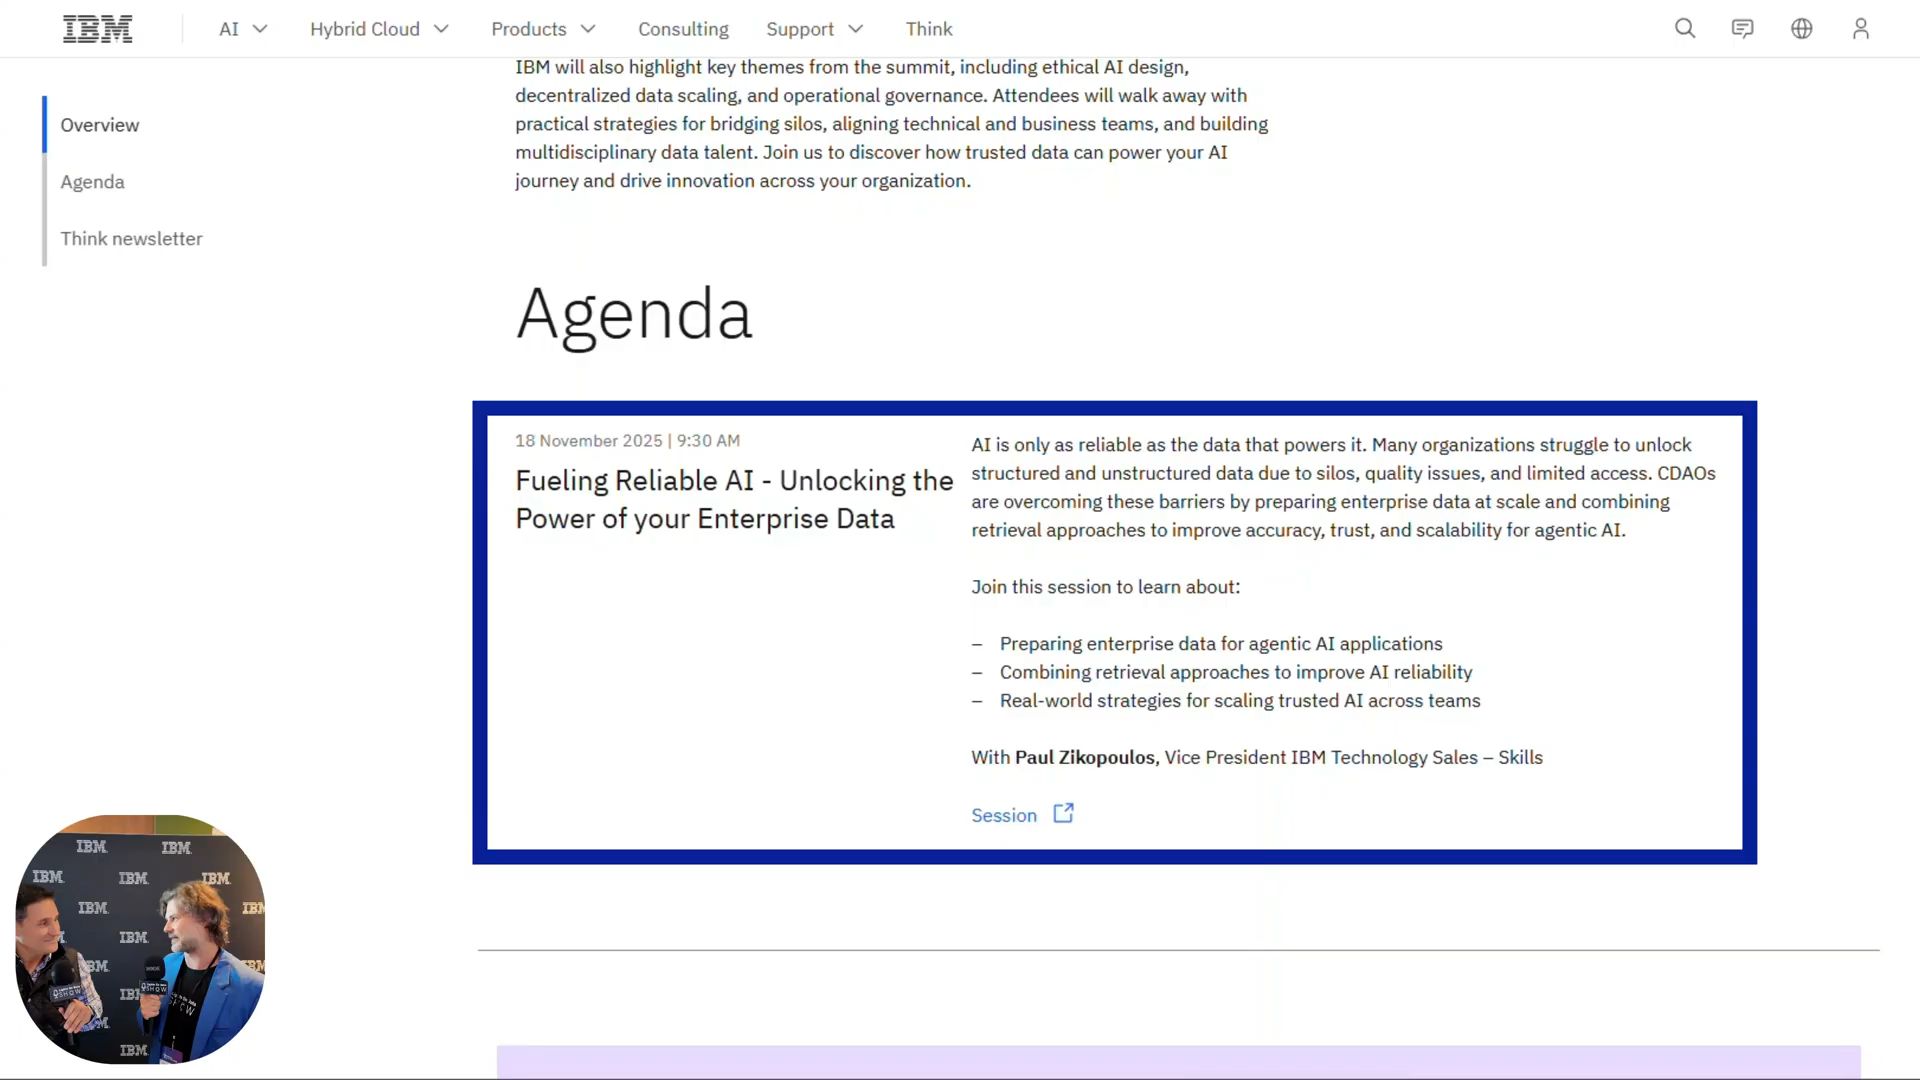 IBM
AI
Hybrid Cloud
Products
Consulting
Support
Think
IBM will also highlight key themes from the summit, including ethical AI design,
decentralized data scaling, and operational governance. Attendees will walk away with
practical strategies for bridging silos, aligning technical and business teams, and building
multidisciplinary data talent. Join us to discover how trusted data can power your AI
journey and drive innovation across your organization.
Overview
Agenda
Think newsletter
Agenda
18 November 2025 | 9:30 AM
Fueling Reliable AI - Unlocking the
Power of your Enterprise Data
AI is only as reliable as the data that powers it. Many organizations struggle to unlock
structured and unstructured data due to silos, quality issues, and limited access. CDAOs
are overcoming these barriers by preparing enterprise data at scale and combining
retrieval approaches to improve accuracy, trust, and scalability for agentic AI.
Join this session to learn about:
– Preparing enterprise data for agentic AI applications
– Combining retrieval approaches to improve AI reliability
– Real-world strategies for scaling trusted AI across teams
With Paul Zikopoulos, Vice President IBM Technology Sales – Skills
Session
IBM IBM
IBM IBM IBM
IBM IBM
IBM
IBM
SHOW SHOW
IBM